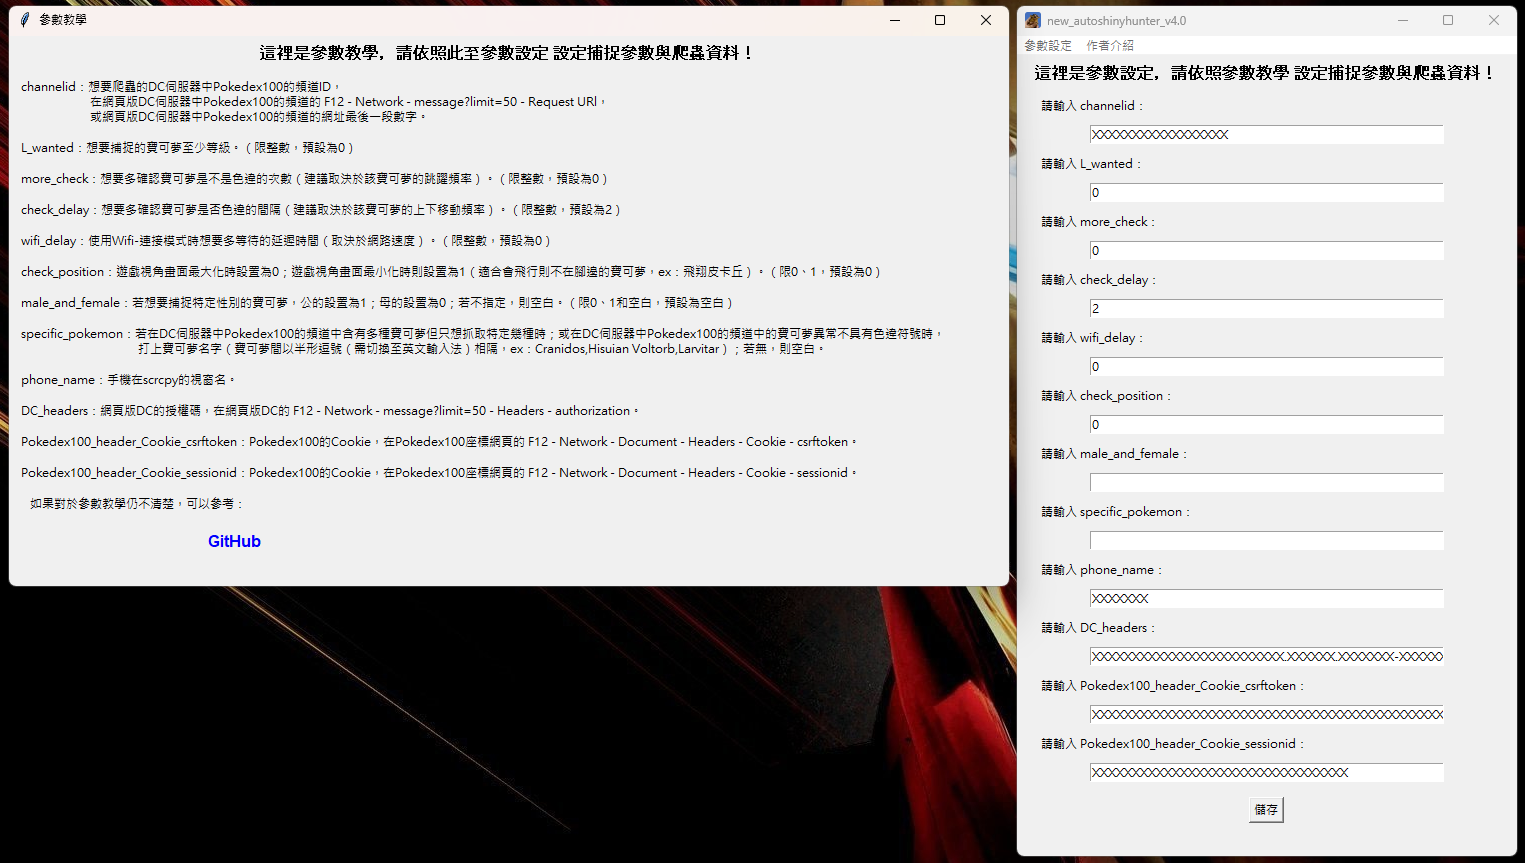 參數教學
這裡是參數教學，請依照此至參數設定 設定捕捉參數與爬蟲資料！
channelid：想要爬蟲的DC伺服器中Pokedex100的頻道ID，
在網頁版DC伺服器中Pokedex100的頻道的 F12 - Network - message?limit=50 - Request URl，
或網頁版DC伺服器中Pokedex100的頻道的網址最後一段數字。
L_wanted：想要捕捉的寶可夢至少等級。（限整數，預設為0）
more_check：想要多確認寶可夢是不是色違的次數（建議取決於該寶可夢的跳躍頻率）。（限整數，預設為0）
check_delay：想要多確認寶可夢是否色違的間隔（建議取決於該寶可夢的上下移動頻率）。（限整數，預設為2）
wifi_delay：使用Wifi-連接模式時想要多等待的延遲時間（取決於網路速度）。（限整數，預設為0）
check_position：遊戲視角畫面最大化時設置為0；遊戲視角畫面最小化時則設置為1（適合會飛行則不在腳邊的寶可夢，ex：飛翔皮卡丘）。（限0、1，預設為0）
male_and_female：若想要捕捉特定性別的寶可夢，公的設置為1；母的設置為0；若不指定，則空白。（限0、1和空白，預設為空白）
specific_pokemon：若在DC伺服器中Pokedex100的頻道中含有多種寶可夢但只想抓取特定幾種時；或在DC伺服器中Pokedex100的頻道中的寶可夢異常不具有色違符號時，
打上寶可夢名字（寶可夢間以半形逗號（需切換至英文輸入法）相隔，ex：Cranidos,Hisuian Voltorb,Larvitar）；若無，則空白。
phone_name：手機在scrcpy的視窗名。
DC_headers：網頁版DC的授權碼，在網頁版DC的 F12 - Network - message?limit=50 - Headers - authorization。
Pokedex100_header_Cookie_csrftoken：Pokedex100的Cookie，在Pokedex100座標網頁的 F12 - Network - Document - Headers - Cookie - csrftoken。
Pokedex100_header_Cookie_sessionid：Pokedex100的Cookie，在Pokedex100座標網頁的 F12 - Network - Document - Headers - Cookie - sessionid。
如果對於參數教學仍不清楚，可以參考：
GitHub
new_autoshinyhunter_v4.0
參數設定 作者介紹
這裡是參數設定，請依照參數教學 設定捕捉參數與爬蟲資料！
請輸入 channelid：
XXXXXXXXXXXXXXXXX
請輸入 L_wanted：
0
請輸入 more_check：
0
請輸入 check_delay：
2
請輸入 wifi_delay：
0
請輸入 check_position：
0
請輸入 male_and_female：
請輸入 specific_pokemon：
請輸入 phone_name：
XXXXXXX
請輸入 DC_headers：
XXXXXXXXXXXXXXXXXXXXXXXX.XXXXXX.XXXXXXX-XXXXXX
請輸入 Pokedex100_header_Cookie_csrftoken：
XXXXXXXXXXXXXXXXXXXXXXXXXXXXXXXXXXXXXXXXXXXX
請輸入 Pokedex100_header_Cookie_sessionid：
XXXXXXXXXXXXXXXXXXXXXXXXXXXXXXXX
儲存